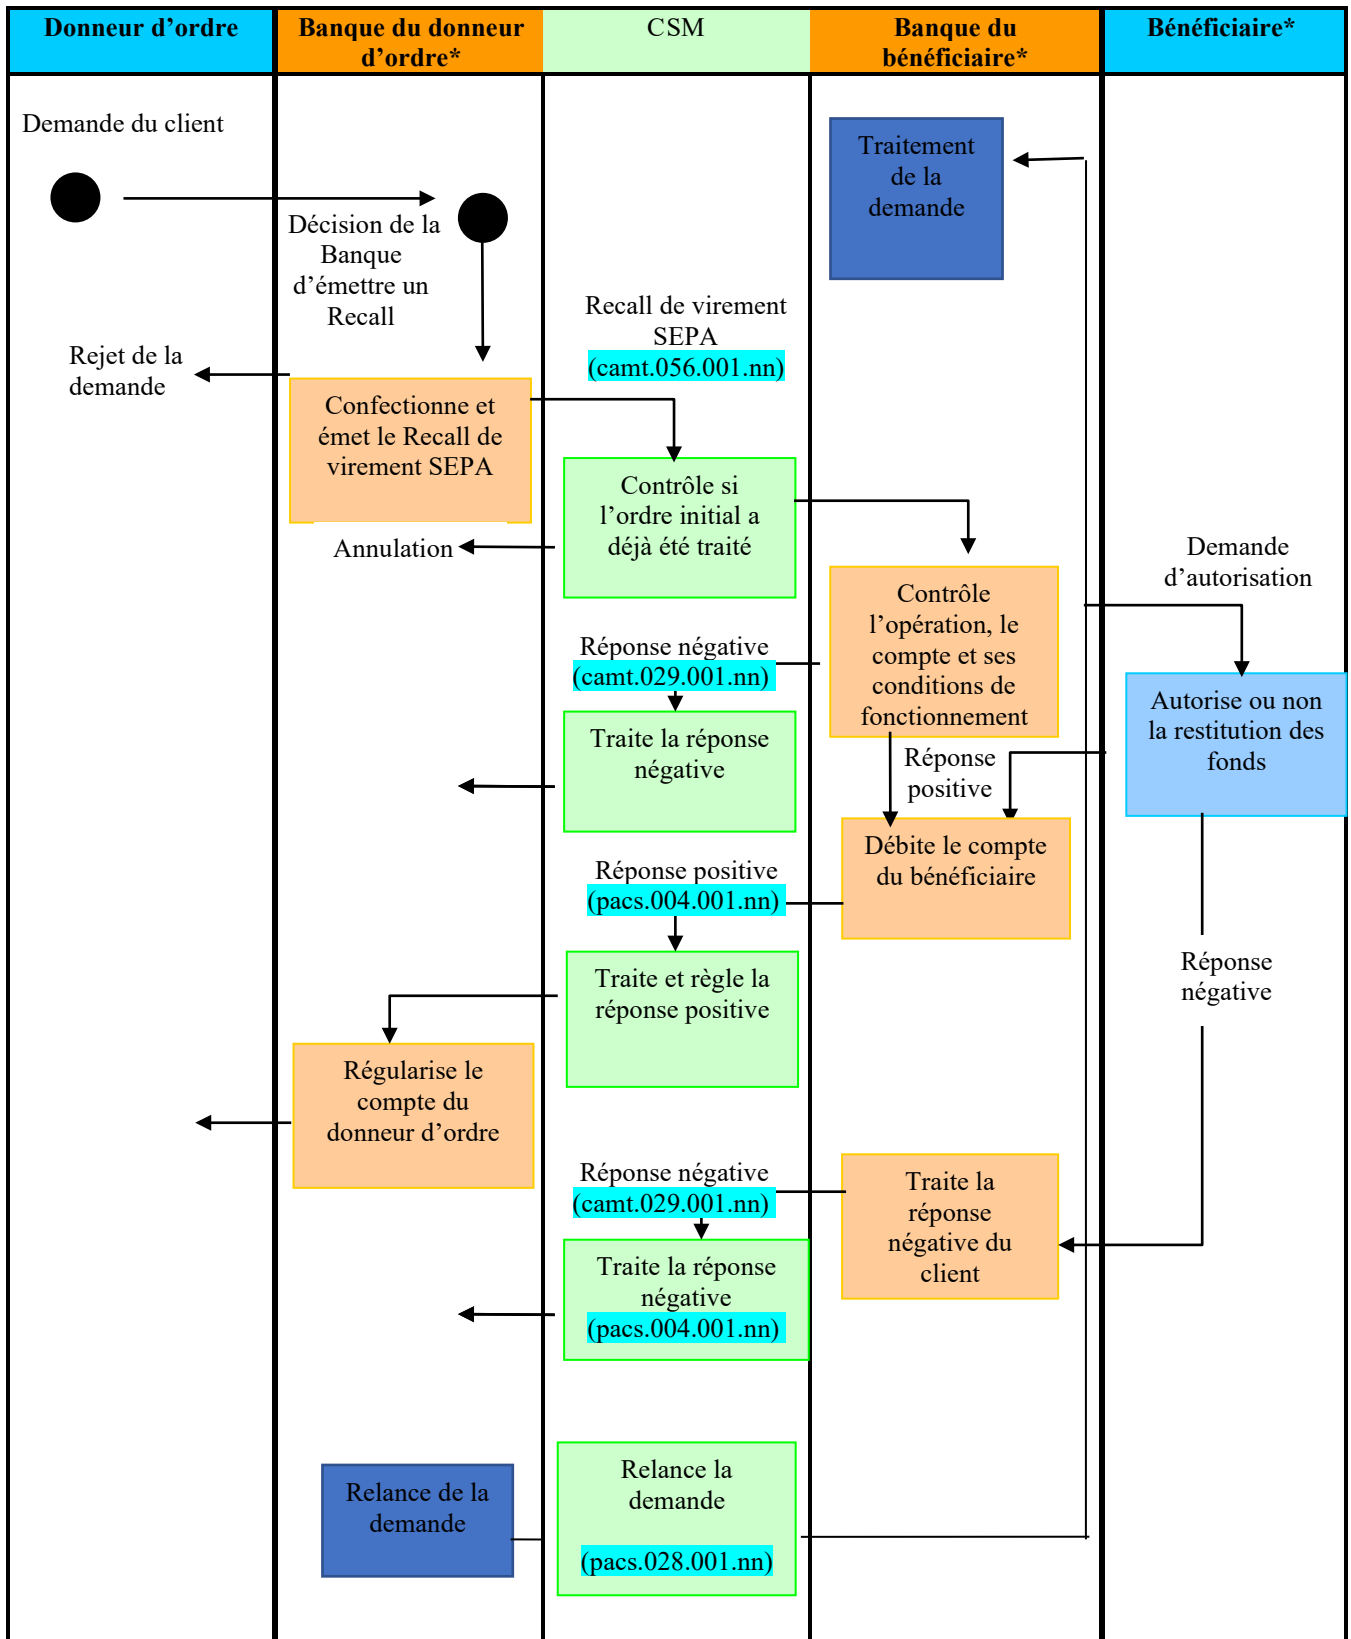 Donneur d'ordre
Banque du donneur
d'ordre*
CSM
Banque du
bénéficiaire*
Bénéficiaire*
Demande du client
Traitement
de la
demande
Décision de la
Banque
d'émettre un
Recall
Recall de virement
SEPA
(camt.056.001.nn)
Rejet de la
demande
Confectionne et
émet le Recall de
virement SEPA
Contrôle si
l'ordre initial a
déjà été traité
Annulation
Demande
d'autorisation
Contrôle
l'opération, le
compte et ses
conditions de
fonctionnement
Réponse négative
(camt.029.001.nn)
Autorise ou non
la restitution des
fonds
Traite la réponse
négative
Réponse
positive
Débite le compte
du bénéficiaire
Réponse positive
(pacs.004.001.nn)
Réponse
négative
Traite et règle la
réponse positive
Régularise le
compte du
donneur d'ordre
Réponse négative
(camt.029.001.nn)
Traite la
réponse
négative du
client
Traite la réponse
négative
(pacs.004.001.nn)
Relance de la
demande
Relance la
demande
(pacs.028.001.nn)